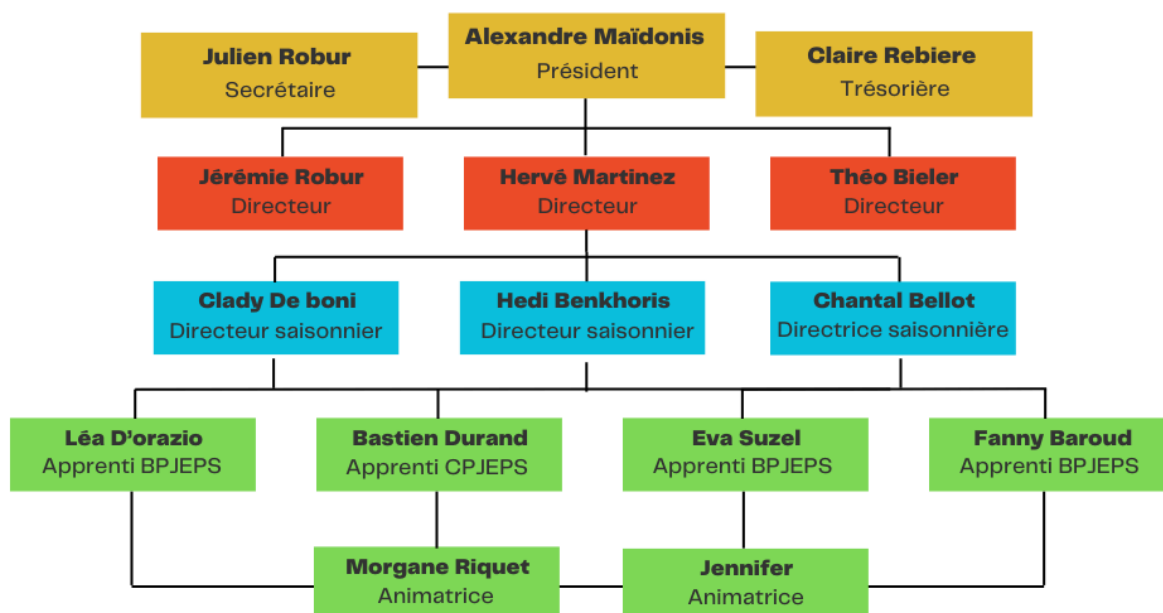 Julien Robur
Secrétaire
Alexandre Maïdonis
Président
Claire Rebiere
Trésorière
Jérémie Robur
Directeur
Hervé Martinez
Directeur
Théo Bieler
Directeur
Clady De boni
Directeur saisonnier
Hedi Benkhoris
Directeur saisonnier
Chantal Bellot
Directrice saisonnière
Léa D’orazio
Apprenti BPJEPS
Bastien Durand
Apprenti CPJEPS
Eva Suzel
Apprenti BPJEPS
Fanny Baroud
Apprenti BPJEPS
Morgane Riquet
Animatrice
Jennifer
Animatrice